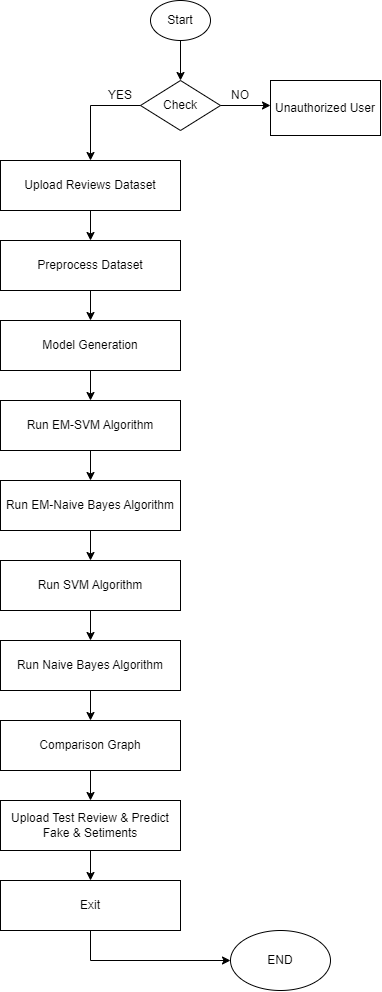 Start
YES
Check
NO
Unauthorized User
Upload Reviews Dataset
Preprocess Dataset
Model Generation
Run EM-SVM Algorithm
Run EM-Naive Bayes Algorithm
Run SVM Algorithm
Run Naive Bayes Algorithm
Comparison Graph
Upload Test Review & Predict
Fake & Setiments
Exit
END